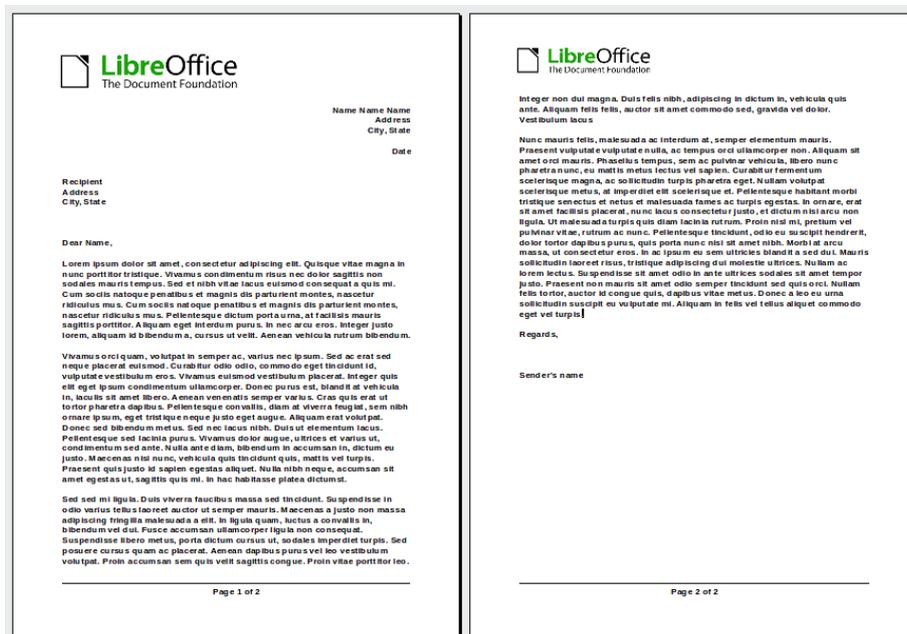 LibreOffice
The Document Foundation
Name Name Name
Address
City, State
Date
Recipient
Address
City, State
Dear Name,
Lorem ipsum dolor sit amet, consectetur adipiscing elit. Quisque vitae magna in
nunc porttitor tristique. Vivamus condimentum risus nec dolor sagittis non
sodales mauris tempus. Sed et nibh vitae lacus euismod consequat a quis mi.
Cum sociis natoque penatibus et magnis dis parturient montes, nascetur
ridiculus mus. Cum sociis natoque penatibus et magnis dis parturient montes,
nascetur ridiculus mus. Pellentesque dictum porta urna, at facilisis mauris
sagittis porttitor. Aliquam eget interdum purus. In nec arcu eros. Integer justo
lorem, aliquam id bibendum a, cursus ut velit. Aenean vehicula rutrum bibendum.
Vivamus orci quam, volutpat in semper ac, varius nec ipsum. Sed ac erat sed
neque placerat euismod. Curabitur odio odio, commodo eget tincidunt id,
vulputate vestibulum eros. Vivamus euismod vestibulum placerat. Integer quis
elit eget ipsum condimentum ullamcorper. Donec purus est, blandit at vehicula
in, iaculis sit amet libero. Aenean venenatis semper varius. Cras quis erat ut
tortor pharetra dapibus. Pellentesque convallis, diam at viverra feugiat, sem nibh
ornare ipsum, eget tristique neque justo eget augue. Aliquam erat volutpat.
Donec sed bibendum metus. Sed nec lacus nibh. Duis ut elementum lacus.
Pellentesque sed lacinia purus. Vivamus dolor augue, ultrices et varius ut,
condimentum sed ante. Nulla ante diam, bibendum in accumsan in, dictum eu
justo. Maecenas nisi nunc, vehicula quis tincidunt quis, mattis vel turpis.
Praesent quis justo id sapien egestas aliquet. Nulla nibh neque, accumsan sit
amet egestas ut, sagittis quis mi. In hac habitasse platea dictumst.
Sed sed mi ligula. Duis viverra faucibus massa sed tincidunt. Suspendisse in
odio varius tellus laoreet auctor ut semper mauris. Maecenas a justo non massa
adipiscing fringilla malesuada a elit. In ligula quam, luctus a convallis in,
bibendum vel dui. Fusce accumsan ullamcorper ligula non consequat.
Suspendisse libero metus, porta dictum cursus ut, sodales imperdiet turpis. Sed
posuere cursus quam ac placerat. Aenean dapibus purus vel leo vestibulum
volutpat. Proin accumsan sem quis velit sagittis congue. Proin vitae porttitor leo.
Page 1 of 2
LibreOffice
The Document Foundation
Integer non dui magna. Duis felis nibh, adipiscing in dictum in, vehicula quis
ante. Aliquam felis felis, auctor sit amet commodo sed, gravida vel dolor.
Vestibulum lacus
Nunc mauris felis, malesuada ac interdum at, semper elementum mauris.
Praesent vulputate vulputate nulla, ac tempus orci ullamcorper non. Aliquam sit
amet orci mauris. Phasellus tempus, sem ac pulvinar vehicula, libero nunc
pharetra nunc, eu mattis metus lectus vel sapien. Curabitur fermentum
scelerisque magna, ac sollicitudin turpis pharetra eget. Nullam volutpat
scelerisque metus, at imperdiet elit scelerisque et. Pellentesque habitant morbi
tristique senectus et netus et malesuada fames ac turpis egestas. In ornare, erat
sit amet facilisis placerat, nunc lacus consectetur justo, et dictum nisi arcu non
ligula. Ut malesuada turpis quis diam lacinia rutrum. Proin nisl mi, pretium vel
pulvinar vitae, rutrum ac nunc. Pellentesque tincidunt, odio eu suscipit hendrerit,
dolor tortor dapibus purus, quis porta nunc nisi sit amet nibh. Morbi at arcu
massa, ut consectetur eros. In ac ipsum eu sem ultricies blandit a sed dui. Mauris
sollicitudin laoreet risus, tristique adipiscing dui molestie ultrices. Nullam ac
lorem lectus. Suspendisse sit amet odio in ante ultrices sodales sit amet tempor
justo. Praesent non mauris sit amet odio semper tincidunt sed quis orci. Nullam
felis tortor, auctor id congue quis, dapibus vitae metus. Donec a leo eu urna
sollicitudin suscipit eu vulputate mi. Aliquam in felis vel tellus aliquet commodo
eget vel turpis
Regards,
Sender's name
Page 2 of 2